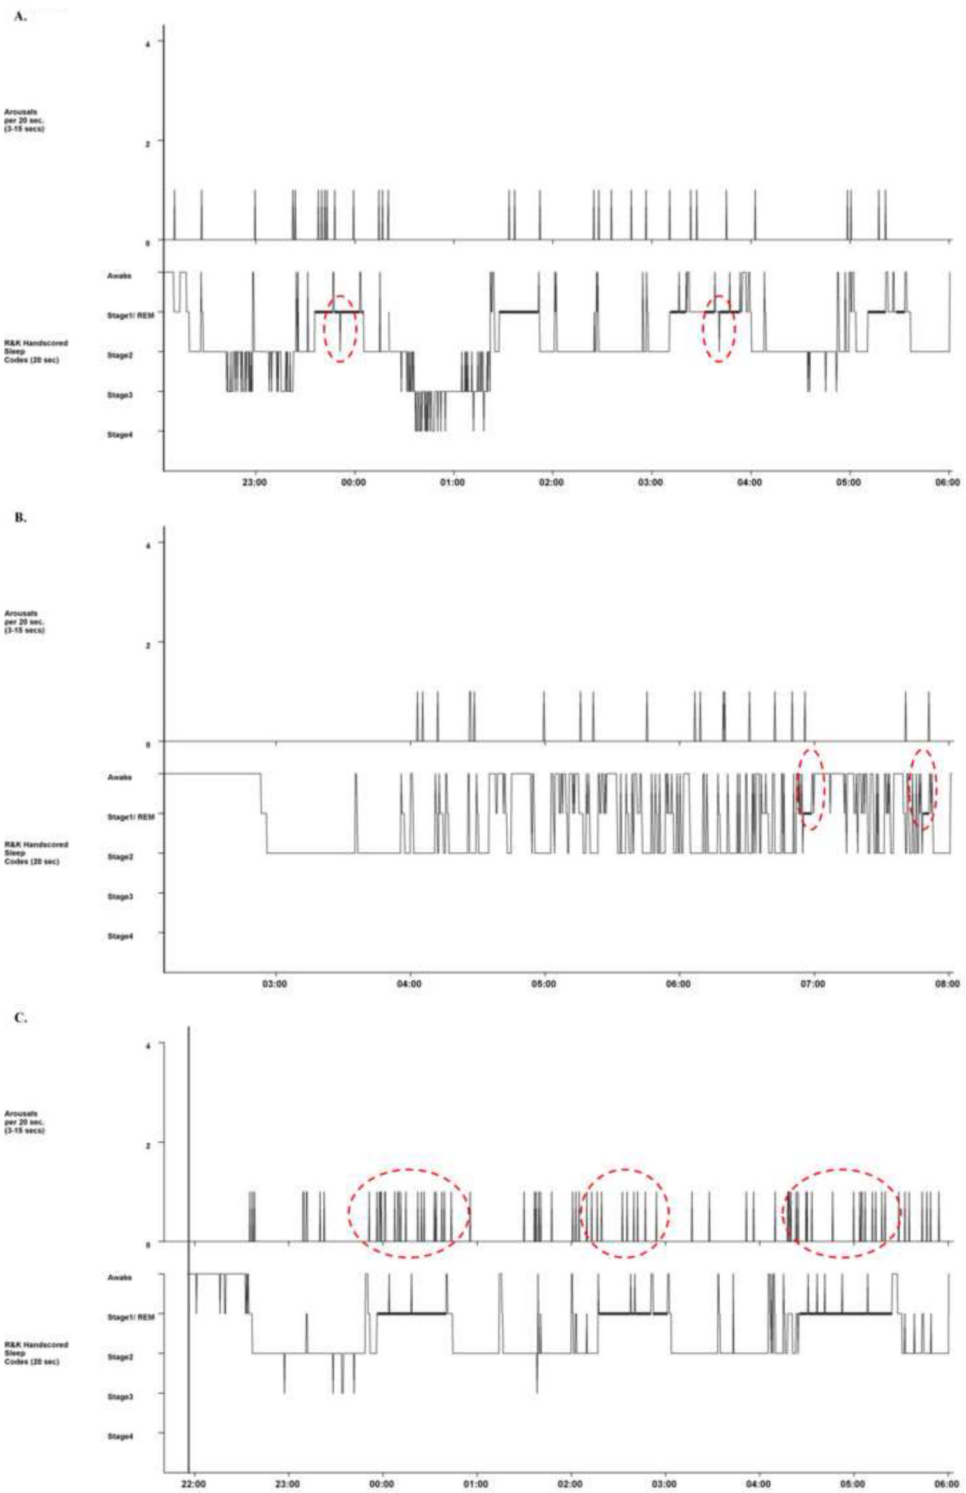 A.
4
Arousals
per 20 sec.
(3-15 secs)
2
0
Awake
Stage1/ REM
R&K Handscored
Sleep
Codes (20 sec)
Stage2
Stage3
Stage4
23:00 00:00 01:00 02:00 03:00 04:00 05:00 06:00
B.
4
Arousals
per 20 sec.
(3-15 secs)
2
0
Awake
Stage1/ REM
R&K Handscored
Sleep
Codes (20 sec)
Stage2
Stage3
Stage4
03:00 04:00 05:00 06:00 07:00 08:00
C.
4
Arousals
per 20 sec.
(3-15 secs)
2
0
Awake
Stage1/ REM
R&K Handscored
Sleep
Codes (20 sec)
Stage2
Stage3
Stage4
22:00 23:00 00:00 01:00 02:00 03:00 04:00 05:00 06:00